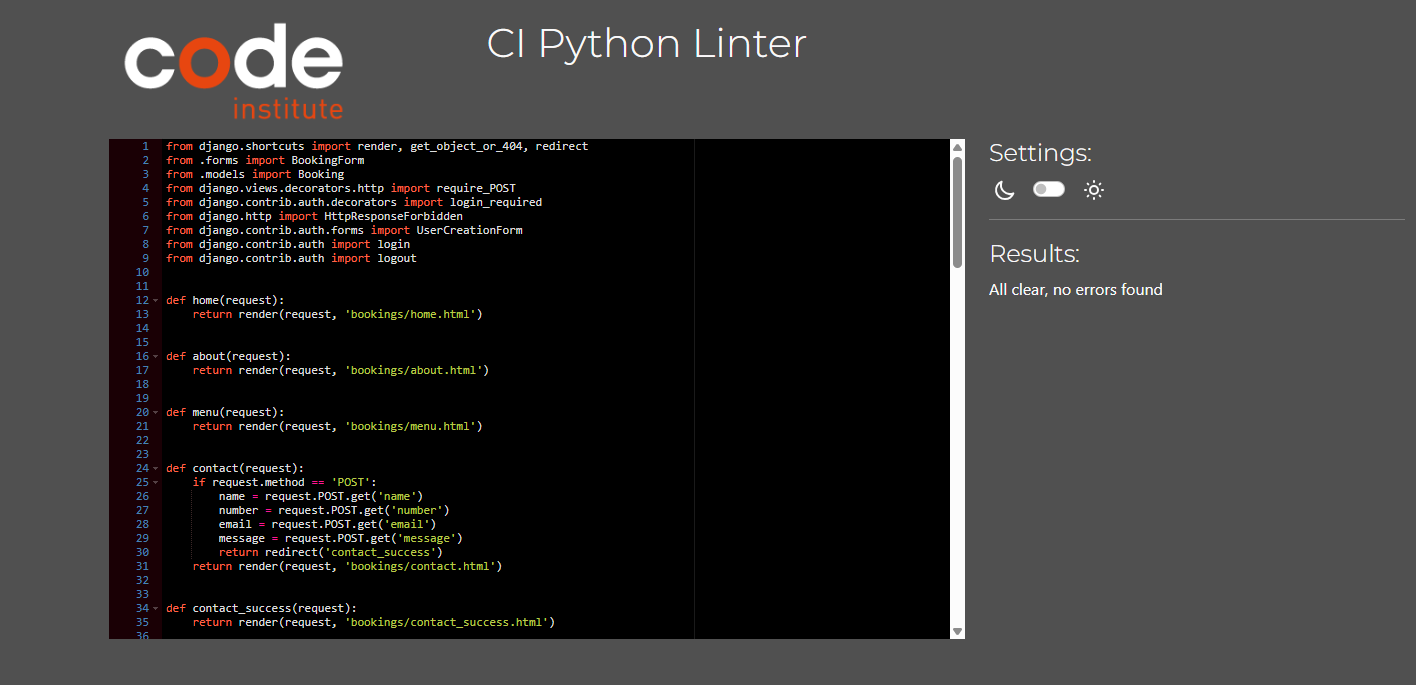 code
institute
CI Python Linter
1 from django.shortcuts import render, get_object_or_404, redirect
2 from .forms import BookingForm
3 from .models import Booking
4 from django.views.decorators.http import require_POST
5 from django.contrib.auth.decorators import login_required
6 from django.http import HttpResponseForbidden
7 from django.contrib.auth.forms import UserCreationForm
8 from django.contrib.auth import login
9 from django.contrib.auth import logout
10
11
12 def home(request):
13     return render(request, 'bookings/home.html')
14
15
16 def about(request):
17     return render(request, 'bookings/about.html')
18
19
20 def menu(request):
21     return render(request, 'bookings/menu.html')
22
23
24 def contact(request):
25     if request.method == 'POST':
26         name = request.POST.get('name')
27         number = request.POST.get('number')
28         email = request.POST.get('email')
29         message = request.POST.get('message')
30         return redirect('contact_success')
31     return render(request, 'bookings/contact.html')
32
33
34 def contact_success(request):
35     return render(request, 'bookings/contact_success.html')
36
Settings:
Results:
All clear, no errors found